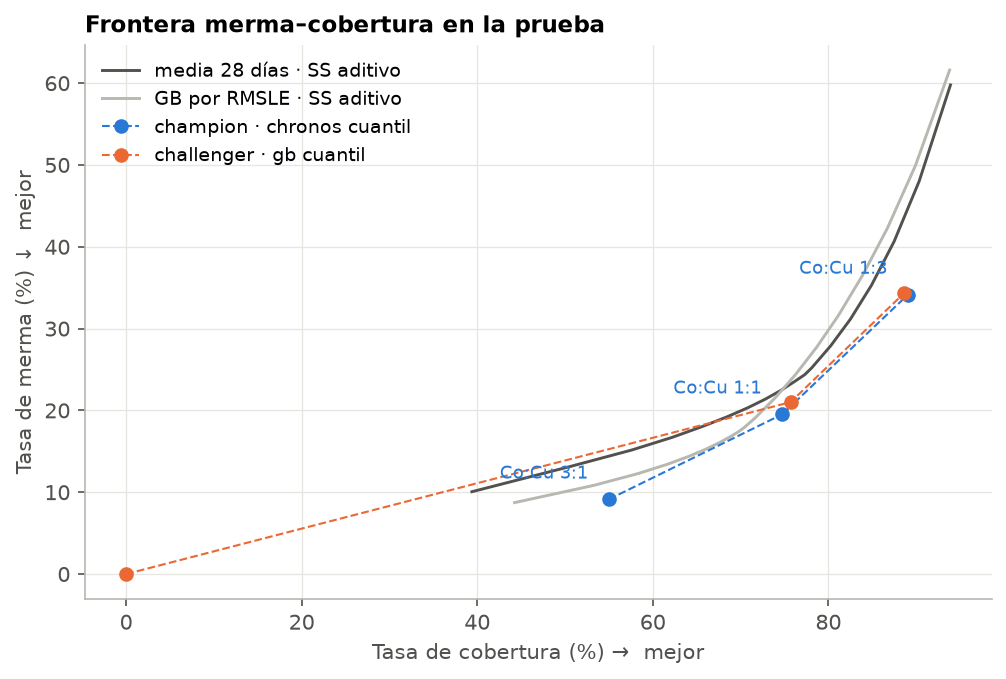 Frontera merma–cobertura en la prueba
media 28 días · SS aditivo
GB por RMSLE · SS aditivo
champion · chronos cuantil
challenger · gb cuantil
Tasa de merma (%) ↓ mejor
60
50
40
30
20
10
0
Co:Cu 1:3
Co:Cu 1:1
Co:Cu 3:1
0
20
40
60
80
Tasa de cobertura (%) → mejor